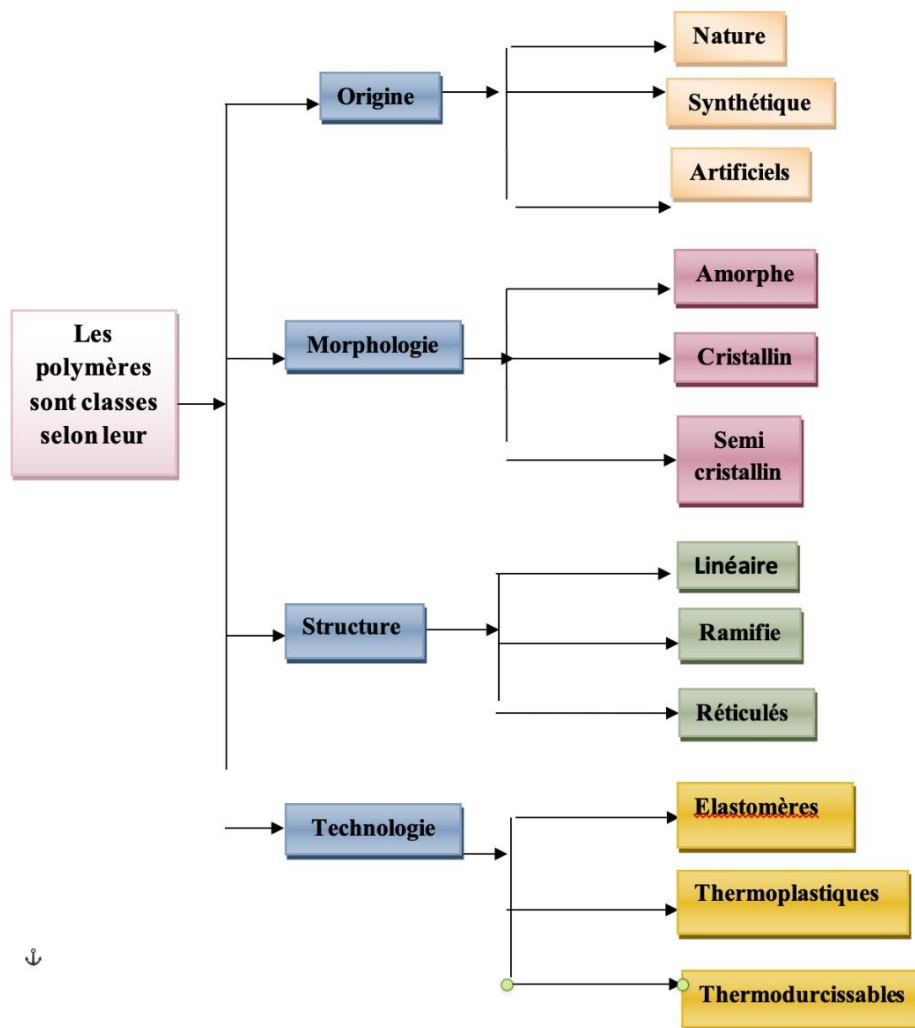 Les
polymères
sont classes
selon leur
Origine
Nature
Synthétique
Artificiels
Morphologie
Amorphe
Cristallin
Semi
cristallin
Structure
Linéaire
Ramifie
Réticulés
Technologie
Elastomères
Thermoplastiques
Thermodurcissables